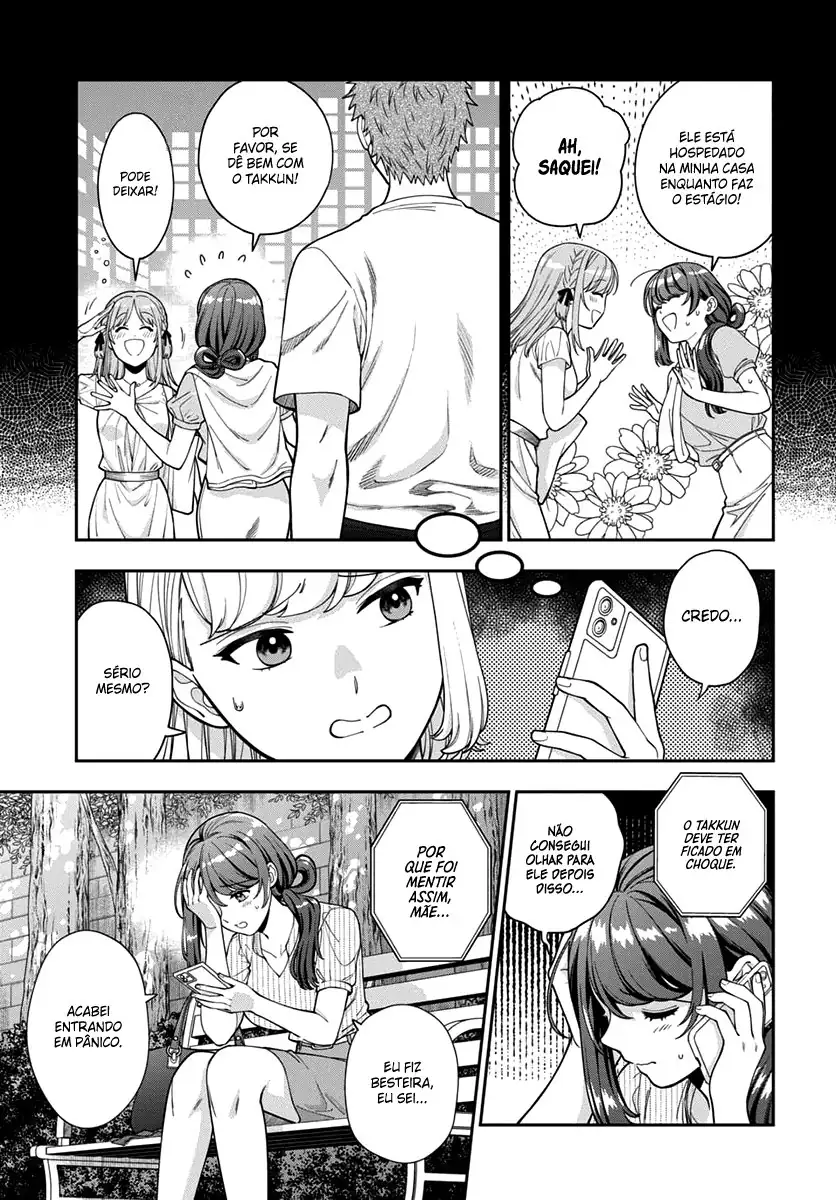 ELE ESTÁ
HOSPEDADO
NA MINHA CASA
ENQUANTO FAZ
O ESTÁGIO!
AH,
SAQUEI!
POR
FAVOR, SE
DÊ BEM COM
O TAKKUN!
PODE
DEIXAR!
CREDO...
SÉRIO
MESMO?
O TAKKUN
DEVE TER
FICADO EM
CHOQUE.
NÃO
CONSEGUI
OLHAR PARA
ELE DEPOIS
DISSO...
POR
QUE FOI
MENTIR
ASSIM,
MÃE...
EU FIZ
BESTEIRA,
EU SEI...
ACABEI
ENTRANDO
EM PÂNICO.